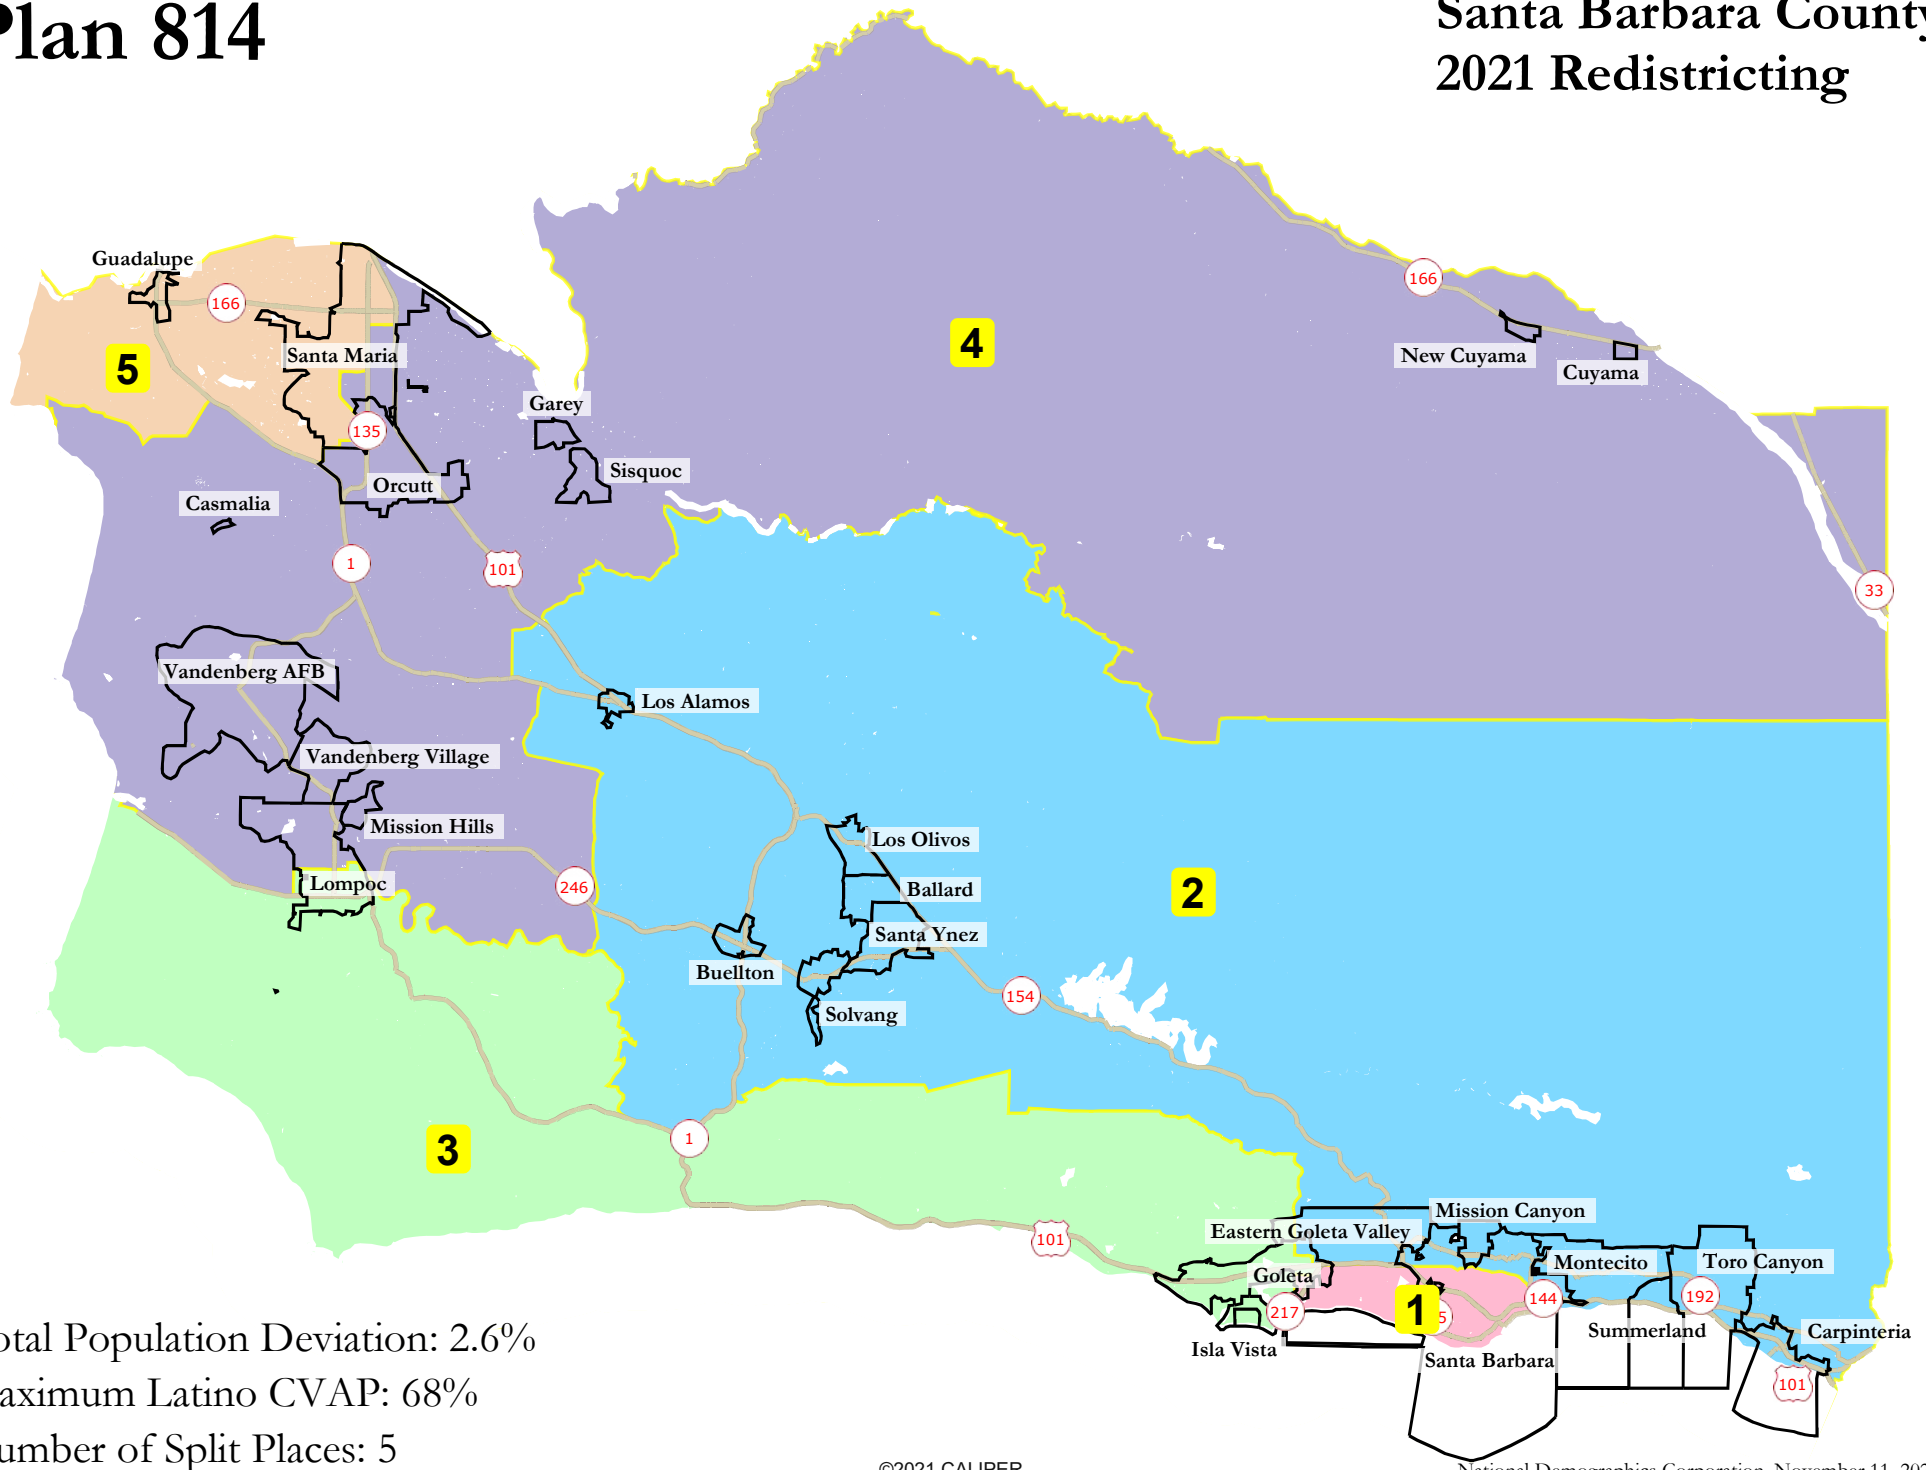 Plan 814
Santa Barbara County
2021 Redistricting
Guadalupe
166
5
Santa Maria
135
Orcutt
Casmalia
Garey
Sisquoc
4
166
New Cuyama
Cuyama
33
1
101
Vandenberg AFB
Vandenberg Village
Mission Hills
Lompoc
246
Los Alamos
Los Olivos
Ballard
Santa Ynez
Buellton
Solvang
2
154
3
1
101
Mission Canyon
Eastern Goleta Valley
Montecito
Toro Canyon
Goleta
217
1
5
144
192
Isla Vista
Santa Barbara
Summerland
Carpinteria
101
otal Population Deviation: 2.6%
aximum Latino CVAP: 68%
umber of Split Places: 5
©2021 CALIPER
National Demographics Corporation, November 11, 202